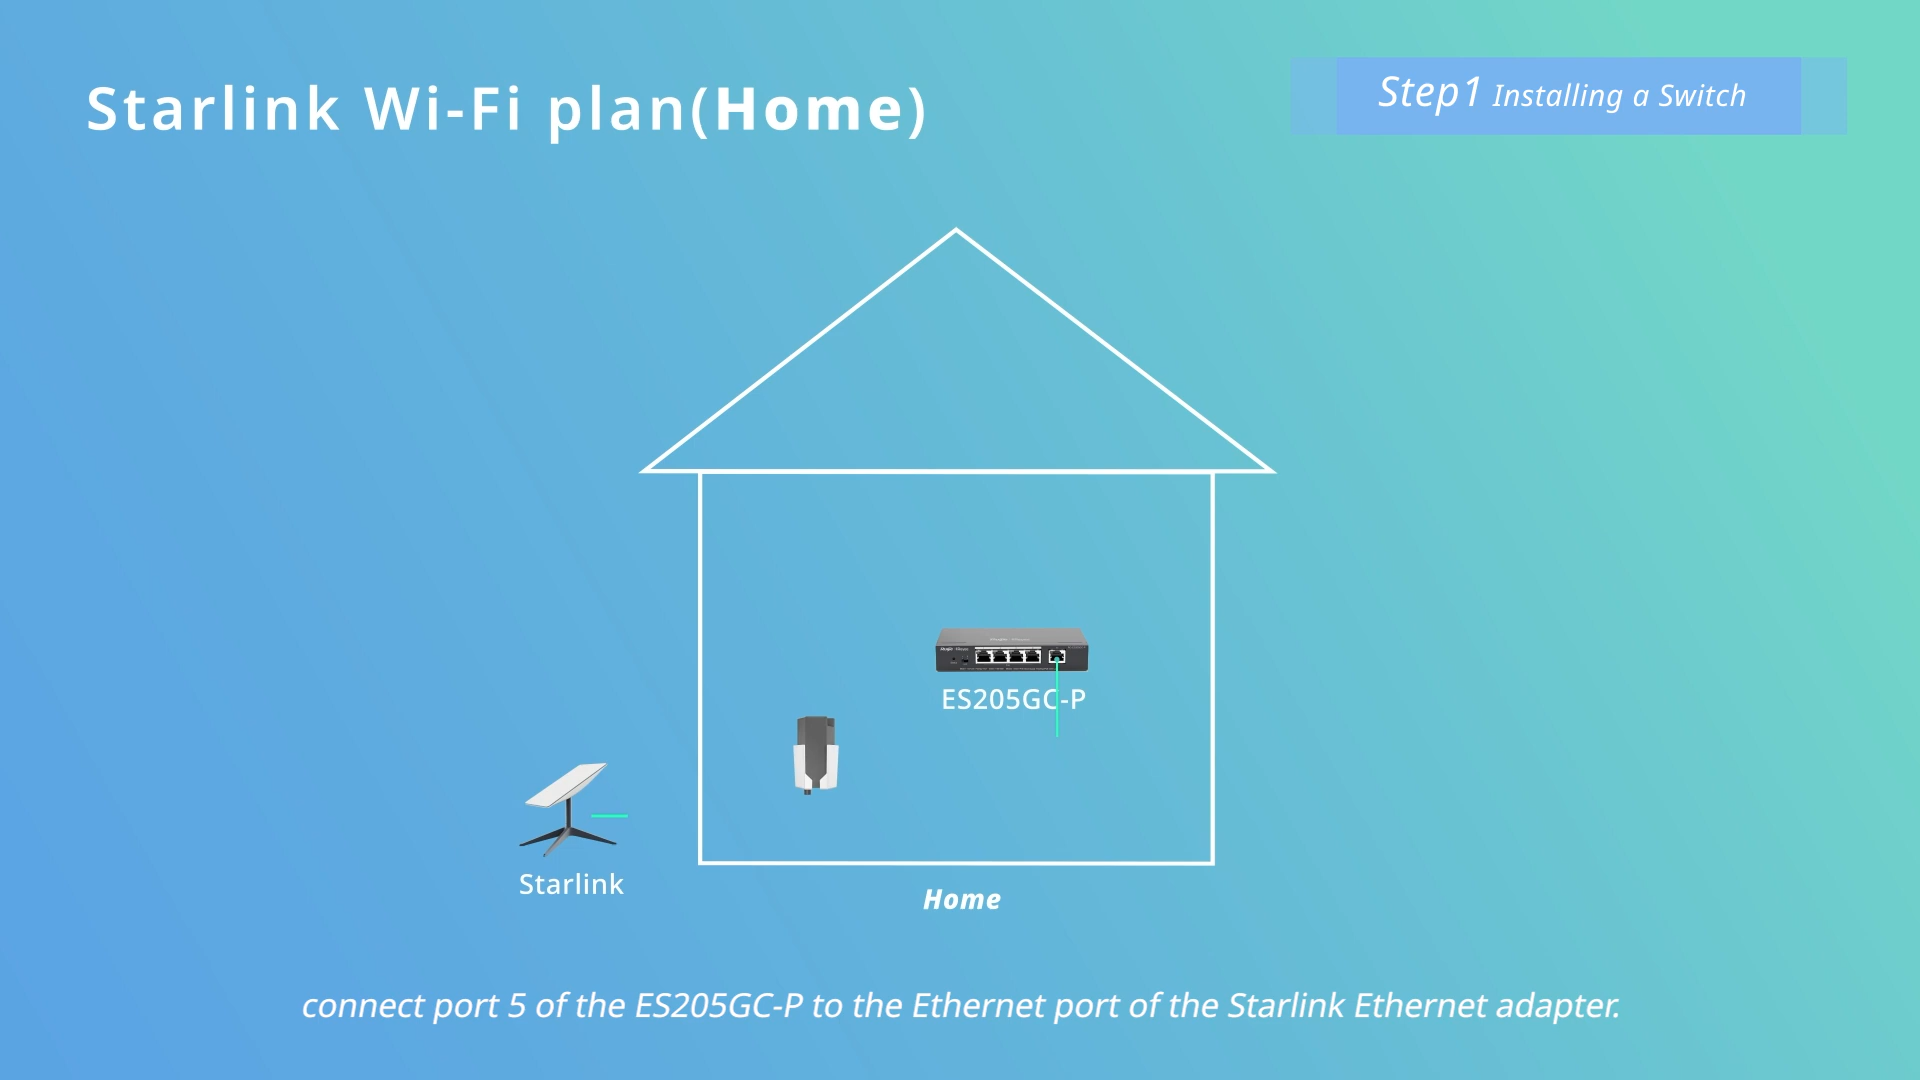 Starlink Wi-Fi plan(Home)
Step1 Installing a Switch
ES205GC-P
Starlink
Home
connect port 5 of the ES205GC-P to the Ethernet port of the Starlink Ethernet adapter.